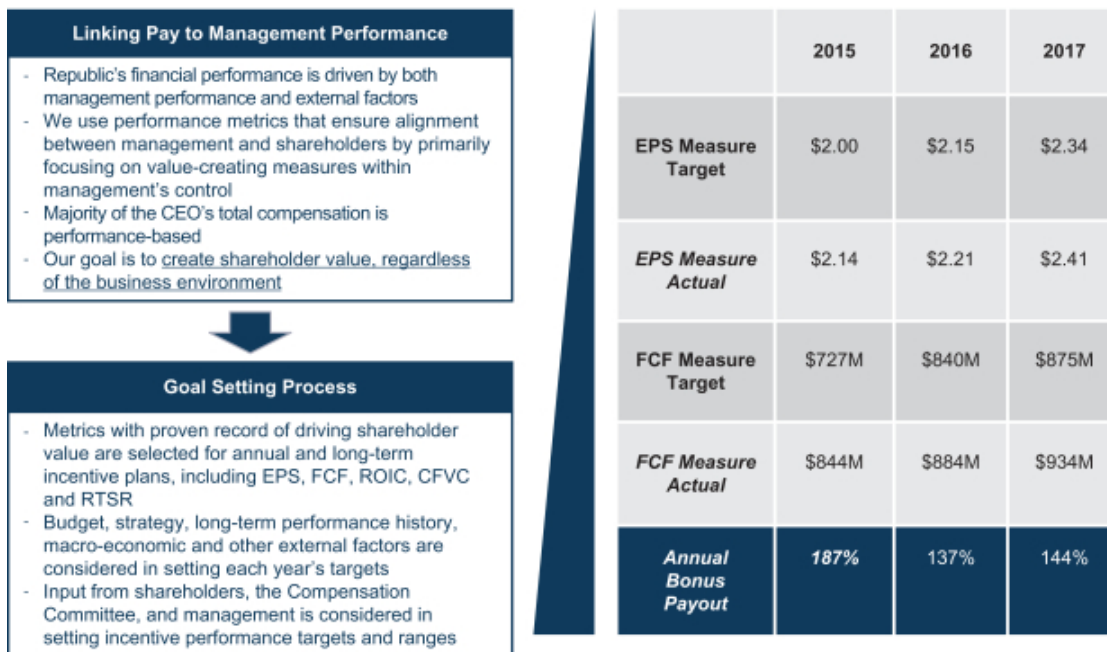 Linking Pay to Management Performance
- Republic's financial performance is driven by both
management performance and external factors
- We use performance metrics that ensure alignment
between management and shareholders by primarily
focusing on value-creating measures within
management's control
- Majority of the CEO's total compensation is
performance-based
- Our goal is to create shareholder value, regardless
of the business environment
Goal Setting Process
- Metrics with proven record of driving shareholder
value are selected for annual and long-term
incentive plans, including EPS, FCF, ROIC, CFVC
and RTSR
- Budget, strategy, long-term performance history,
macro-economic and other external factors are
considered in setting each year's targets
- Input from shareholders, the Compensation
Committee, and management is considered in
setting incentive performance targets and ranges
2015 2016 2017
EPS Measure
Target
$2.00 $2.15 $2.34
EPS Measure
Actual
$2.14 $2.21 $2.41
FCF Measure
Target
$727M $840M $875M
FCF Measure
Actual
$844M $884M $934M
Annual
Bonus
Payout
187% 137% 144%